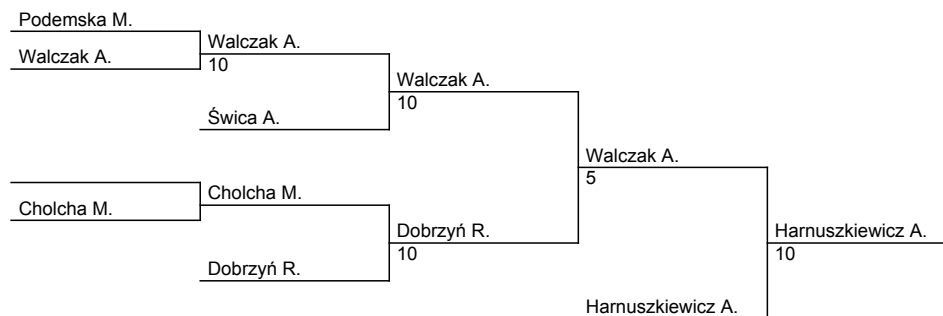 Podemska M.
Walczak A.
Walczak A.
10
Walczak A.
10
Świca A.
Walczak A.
5
Cholcha M.
Cholcha M.
Dobrzyń R.
10
Harnuszkiewicz A.
10
Dobrzyń R.
Harnuszkiewicz A.